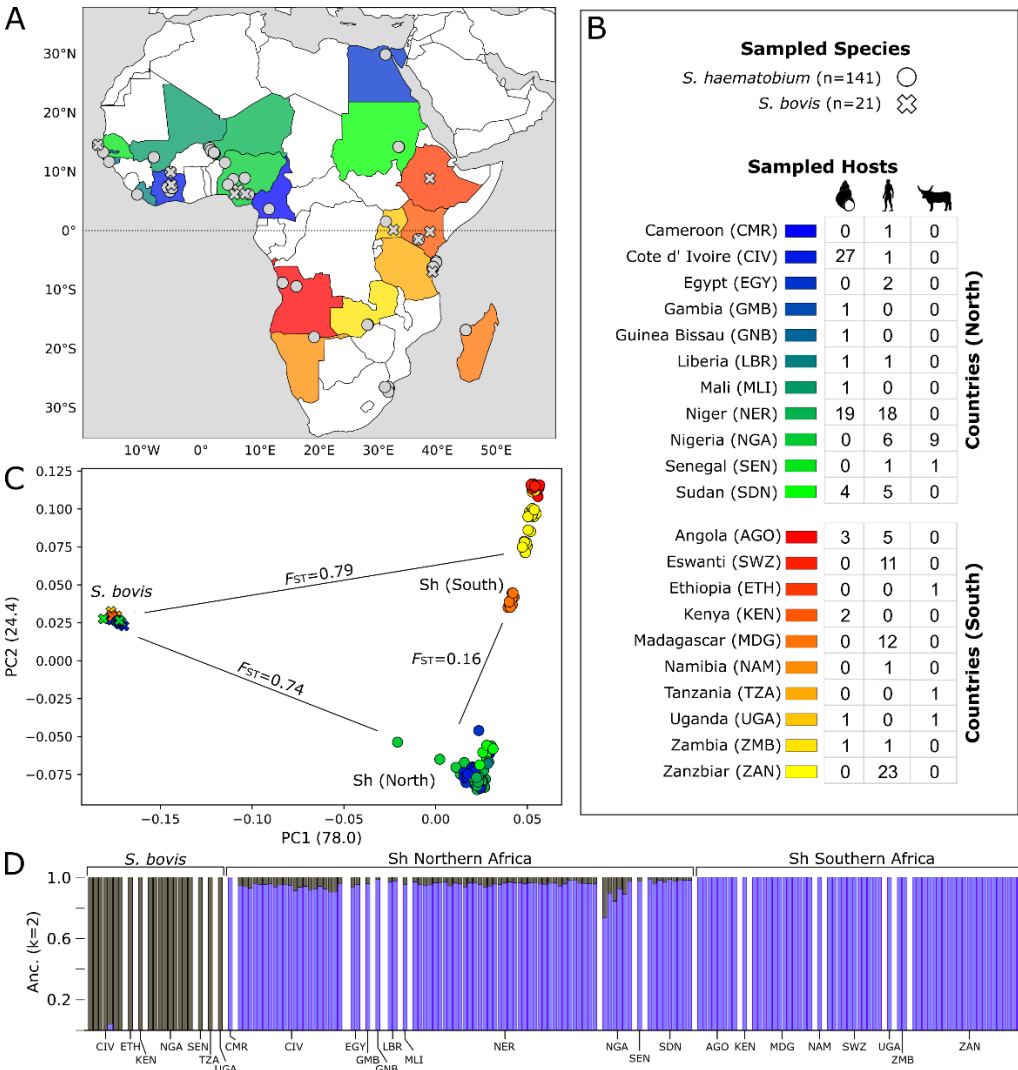 A
30°N
20°N
10°N
0°
10°S
20°S
30°S
10°W 0° 10°E 20°E 30°E 40°E 50°E
B
Sampled Species
S. haematobium (n=141)
S. bovis (n=21)
Sampled Hosts
Cameroon (CMR) 0 1 0
Cote d' Ivoire (CIV) 27 1 0
Egypt (EGY) 0 2 0
Gambia (GMB) 1 0 0
Guinea Bissau (GNB) 1 0 0
Liberia (LBR) 1 1 0
Mali (MLI) 1 0 0
Niger (NER) 19 18 0
Nigeria (NGA) 0 6 9
Senegal (SEN) 0 1 1
Sudan (SDN) 4 5 0
Countries (North)
Angola (AGO) 3 5 0
Eswanti (SWZ) 0 11 0
Ethiopia (ETH) 0 0 1
Kenya (KEN) 2 0 0
Madagascar (MDG) 0 12 0
Namibia (NAM) 0 1 0
Tanzania (TZA) 0 0 1
Uganda (UGA) 1 0 1
Zambia (ZMB) 1 1 0
Zanzbiar (ZAN) 0 23 0
Countries (South)
C
PC2 (24.4)
0.125
0.100
0.075
0.050
0.025
0.000
−0.050
−0.075
S. bovis
FST=0.79
Sh (South)
FST=0.16
FST=0.74
Sh (North)
−0.15 −0.10 −0.05 0.00 0.05
PC1 (78.0)
D
S. bovis Sh Northern Africa Sh Southern Africa
Anc. (k=2)
1.0
0.6
0.2
CIV ETH KEN NGA SEN TZA UGA CMR CIV EGY GMB GNB LBR MLI NER NGA SEN SDN AGO KEN MDG NAM SWZ UGA ZMB ZAN